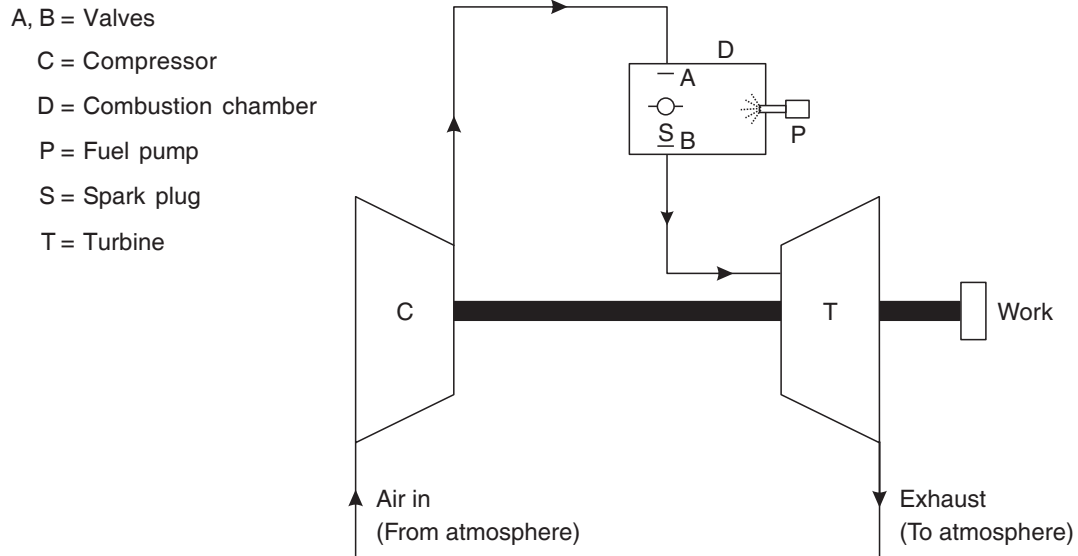 A, B = Valves
C = Compressor
D = Combustion chamber
P = Fuel pump
S = Spark plug
T = Turbine
D
A
S
B
P
C
T
Work
Air in
(From atmosphere)
Exhaust
(To atmosphere)